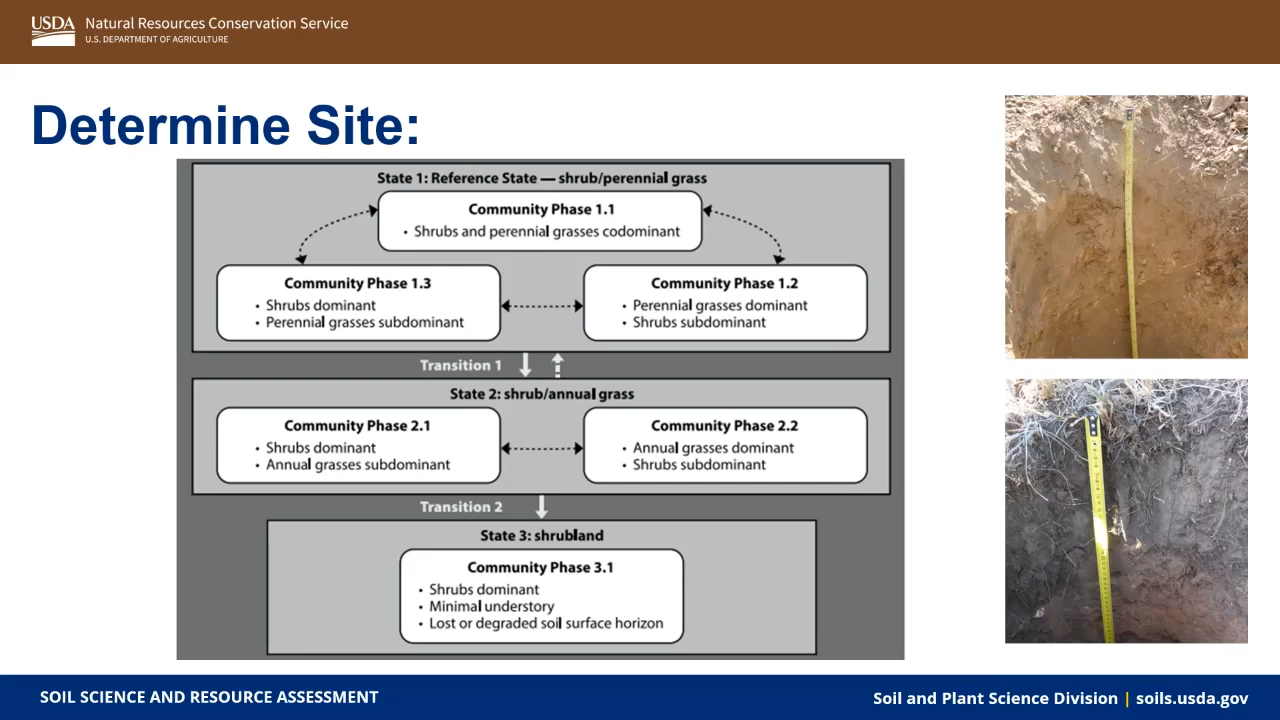 USDA Natural Resources Conservation Service
U.S. DEPARTMENT OF AGRICULTURE
Determine Site:
State 1: Reference State — shrub/perennial grass
Community Phase 1.1
• Shrubs and perennial grasses codominant
Community Phase 1.3
• Shrubs dominant
• Perennial grasses subdominant
Community Phase 1.2
• Perennial grasses dominant
• Shrubs subdominant
Transition 1
State 2: shrub/annual grass
Community Phase 2.1
• Shrubs dominant
• Annual grasses subdominant
Community Phase 2.2
• Annual grasses dominant
• Shrubs subdominant
Transition 2
State 3: shrubland
Community Phase 3.1
• Shrubs dominant
• Minimal understory
• Lost or degraded soil surface horizon
SOIL SCIENCE AND RESOURCE ASSESSMENT
Soil and Plant Science Division | soils.usda.gov